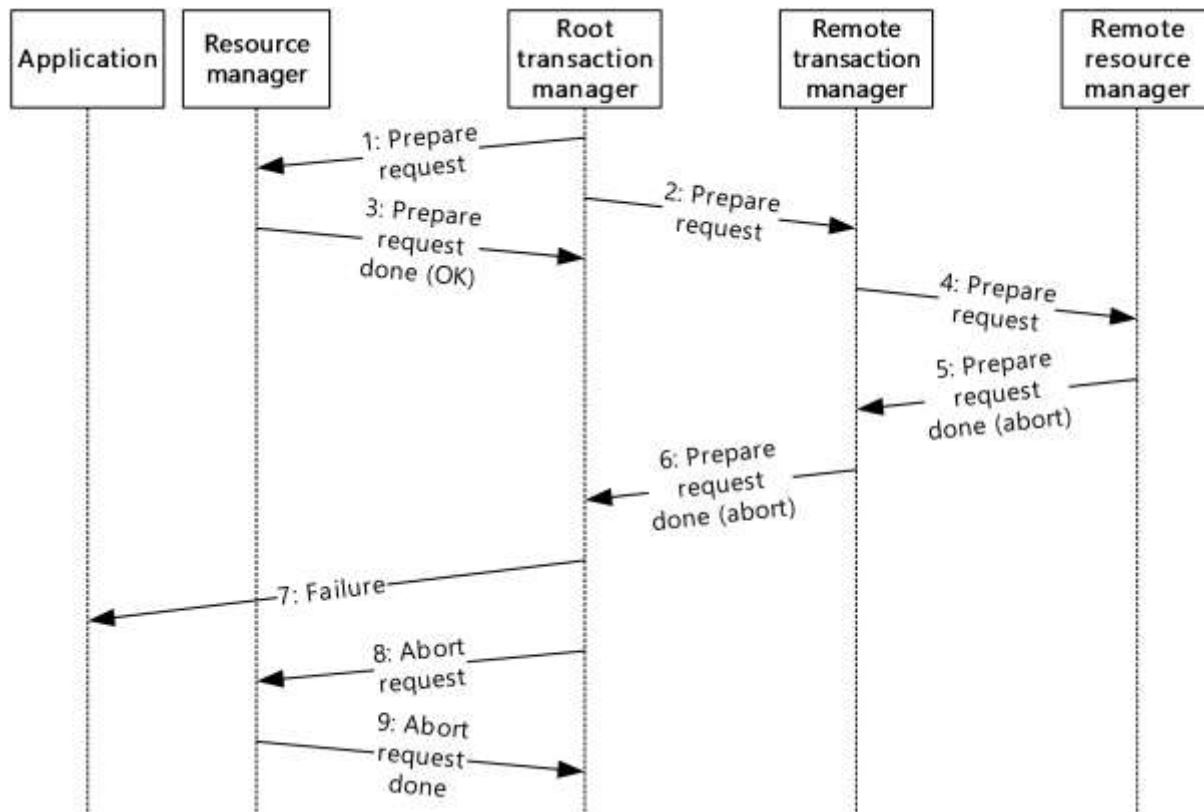 Application
Resource
manager
Root
transaction
manager
Remote
transaction
manager
Remote
resource
manager
1: Prepare
request
2: Prepare
request
3: Prepare
request
done (OK)
4: Prepare
request
5: Prepare
request
done (abort)
6: Prepare
request
done (abort)
7: Failure
8: Abort
request
9: Abort
request
done